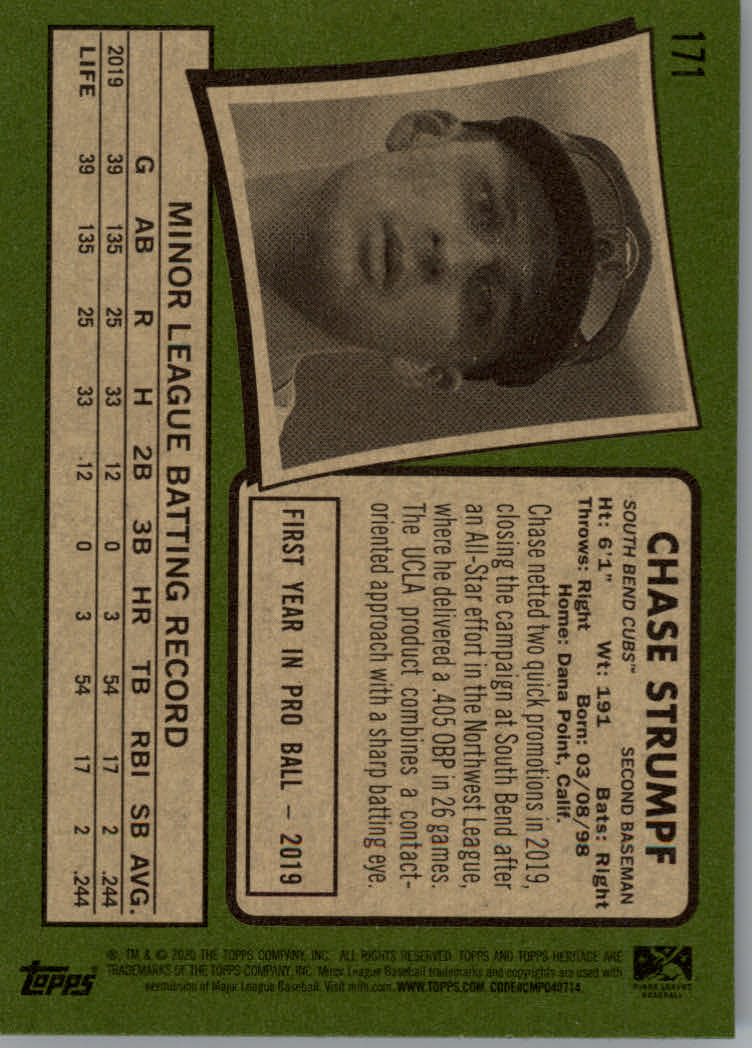 171
CHASE STRUMPF
SOUTH BEND CUBS™ SECOND BASEMAN
Ht: 6'1" Wt: 191 Bats: Right
Throws: Right Born: 03/08/98
Home: Dana Point, Calif.
Chase netted two quick promotions in 2019,
closing the campaign at South Bend after
an All-Star effort in the Northwest League,
where he delivered a .405 OBP in 26 games.
The UCLA product combines a contact-
oriented approach with a sharp batting eye.
FIRST YEAR IN PRO BALL — 2019
MINOR LEAGUE BATTING RECORD
G AB R H 2B 3B HR TB RBI SB AVG.
2019 39 135 25 33 12 0 3 54 17 2 .244
LIFE 39 135 25 33 12 0 3 54 17 2 .244
MINOR LEAGUE
BASEBALL
®, TM & © 2020 THE TOPPS COMPANY, INC. ALL RIGHTS RESERVED. TOPPS AND TOPPS HERITAGE ARE
TRADEMARKS OF THE TOPPS COMPANY, INC. Minor League Baseball trademarks and copyrights are used with
permission of Major League Baseball. Visit milb.com. WWW.TOPPS.COM. CODE#CMP040714
Topps®